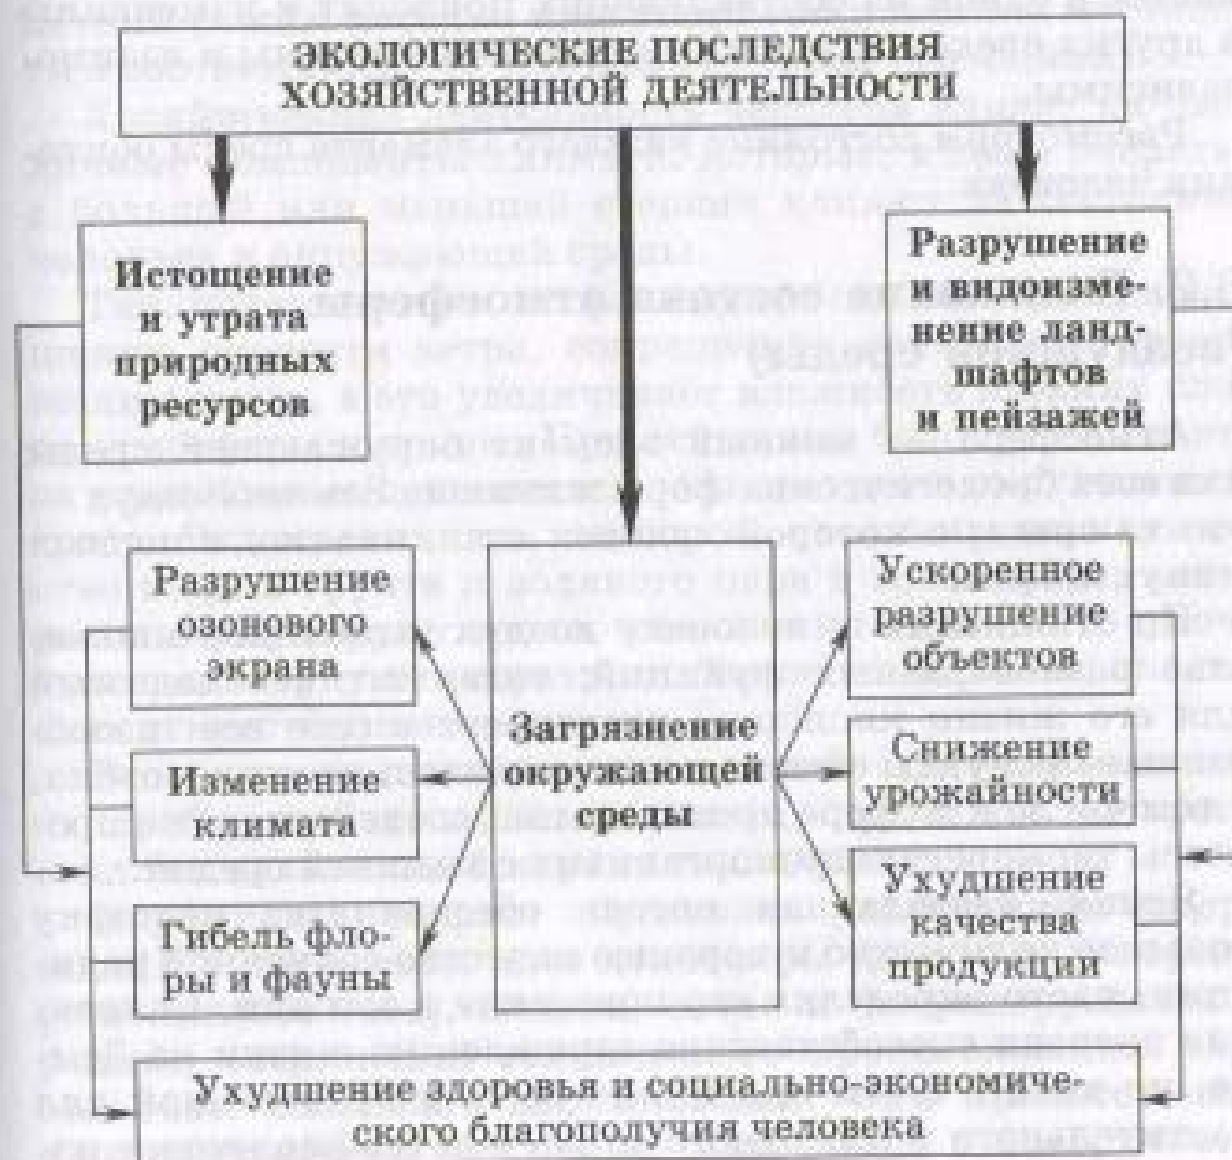 ЭКОЛОГИЧЕСКИЕ ПОСЛЕДСТВИЯ
ХОЗЯЙСТВЕННОЙ ДЕЯТЕЛЬНОСТИ
Истощение
и утрата
природных
ресурсов
Разрушение
и видоизме-
нение ланд-
шафтов
и пейзажей
Разрушение
озонового
экрана
Изменение
климата
Гибель фло-
ры и фауны
Загрязнение
окружающей
среды
Ускоренное
разрушение
объектов
Снижение
урожайности
Ухудшение
качества
продукции
Ухудшение здоровья и социально-экономиче-
ского благополучия человека